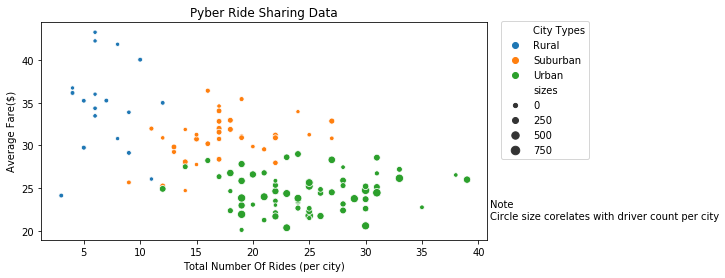 Pyber Ride Sharing Data
Average Fare($)
40
35
30
25
20
5
10
15
20
25
30
35
40
Total Number Of Rides (per city)
City Types
Rural
Suburban
Urban
sizes
0
250
500
750
Note
Circle size corelates with driver count per city